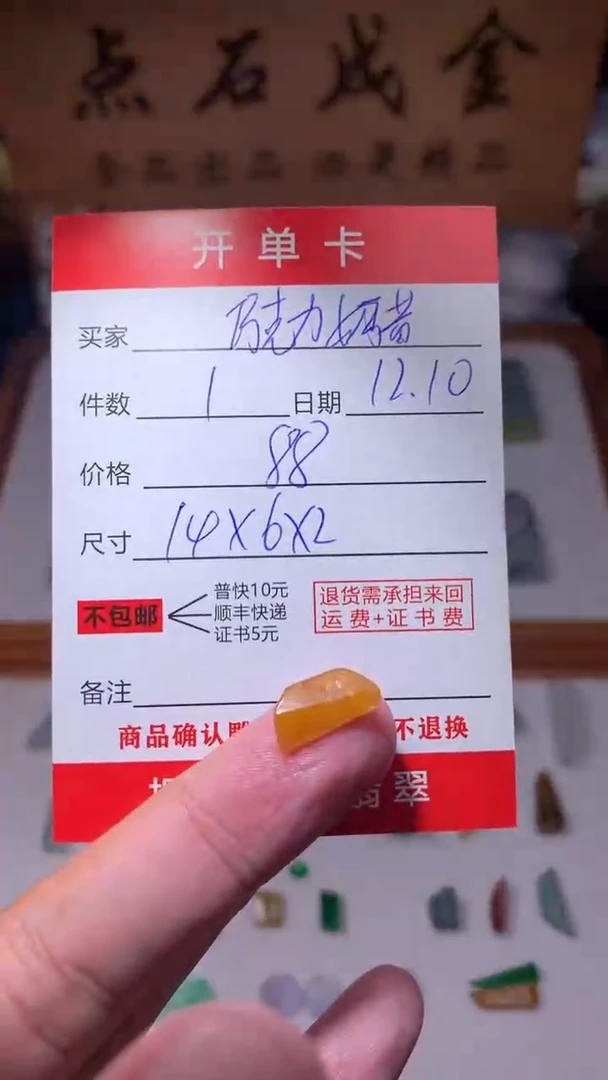 点石成金
开单卡
买家 巧克力奶昔
件数 1 日期 12.10
价格 88
尺寸 14X6X2
不包邮
普快10元
顺丰快递
证书5元
退货需承担来回
运费+证书费
备注
商品确认 不退换
翡翠